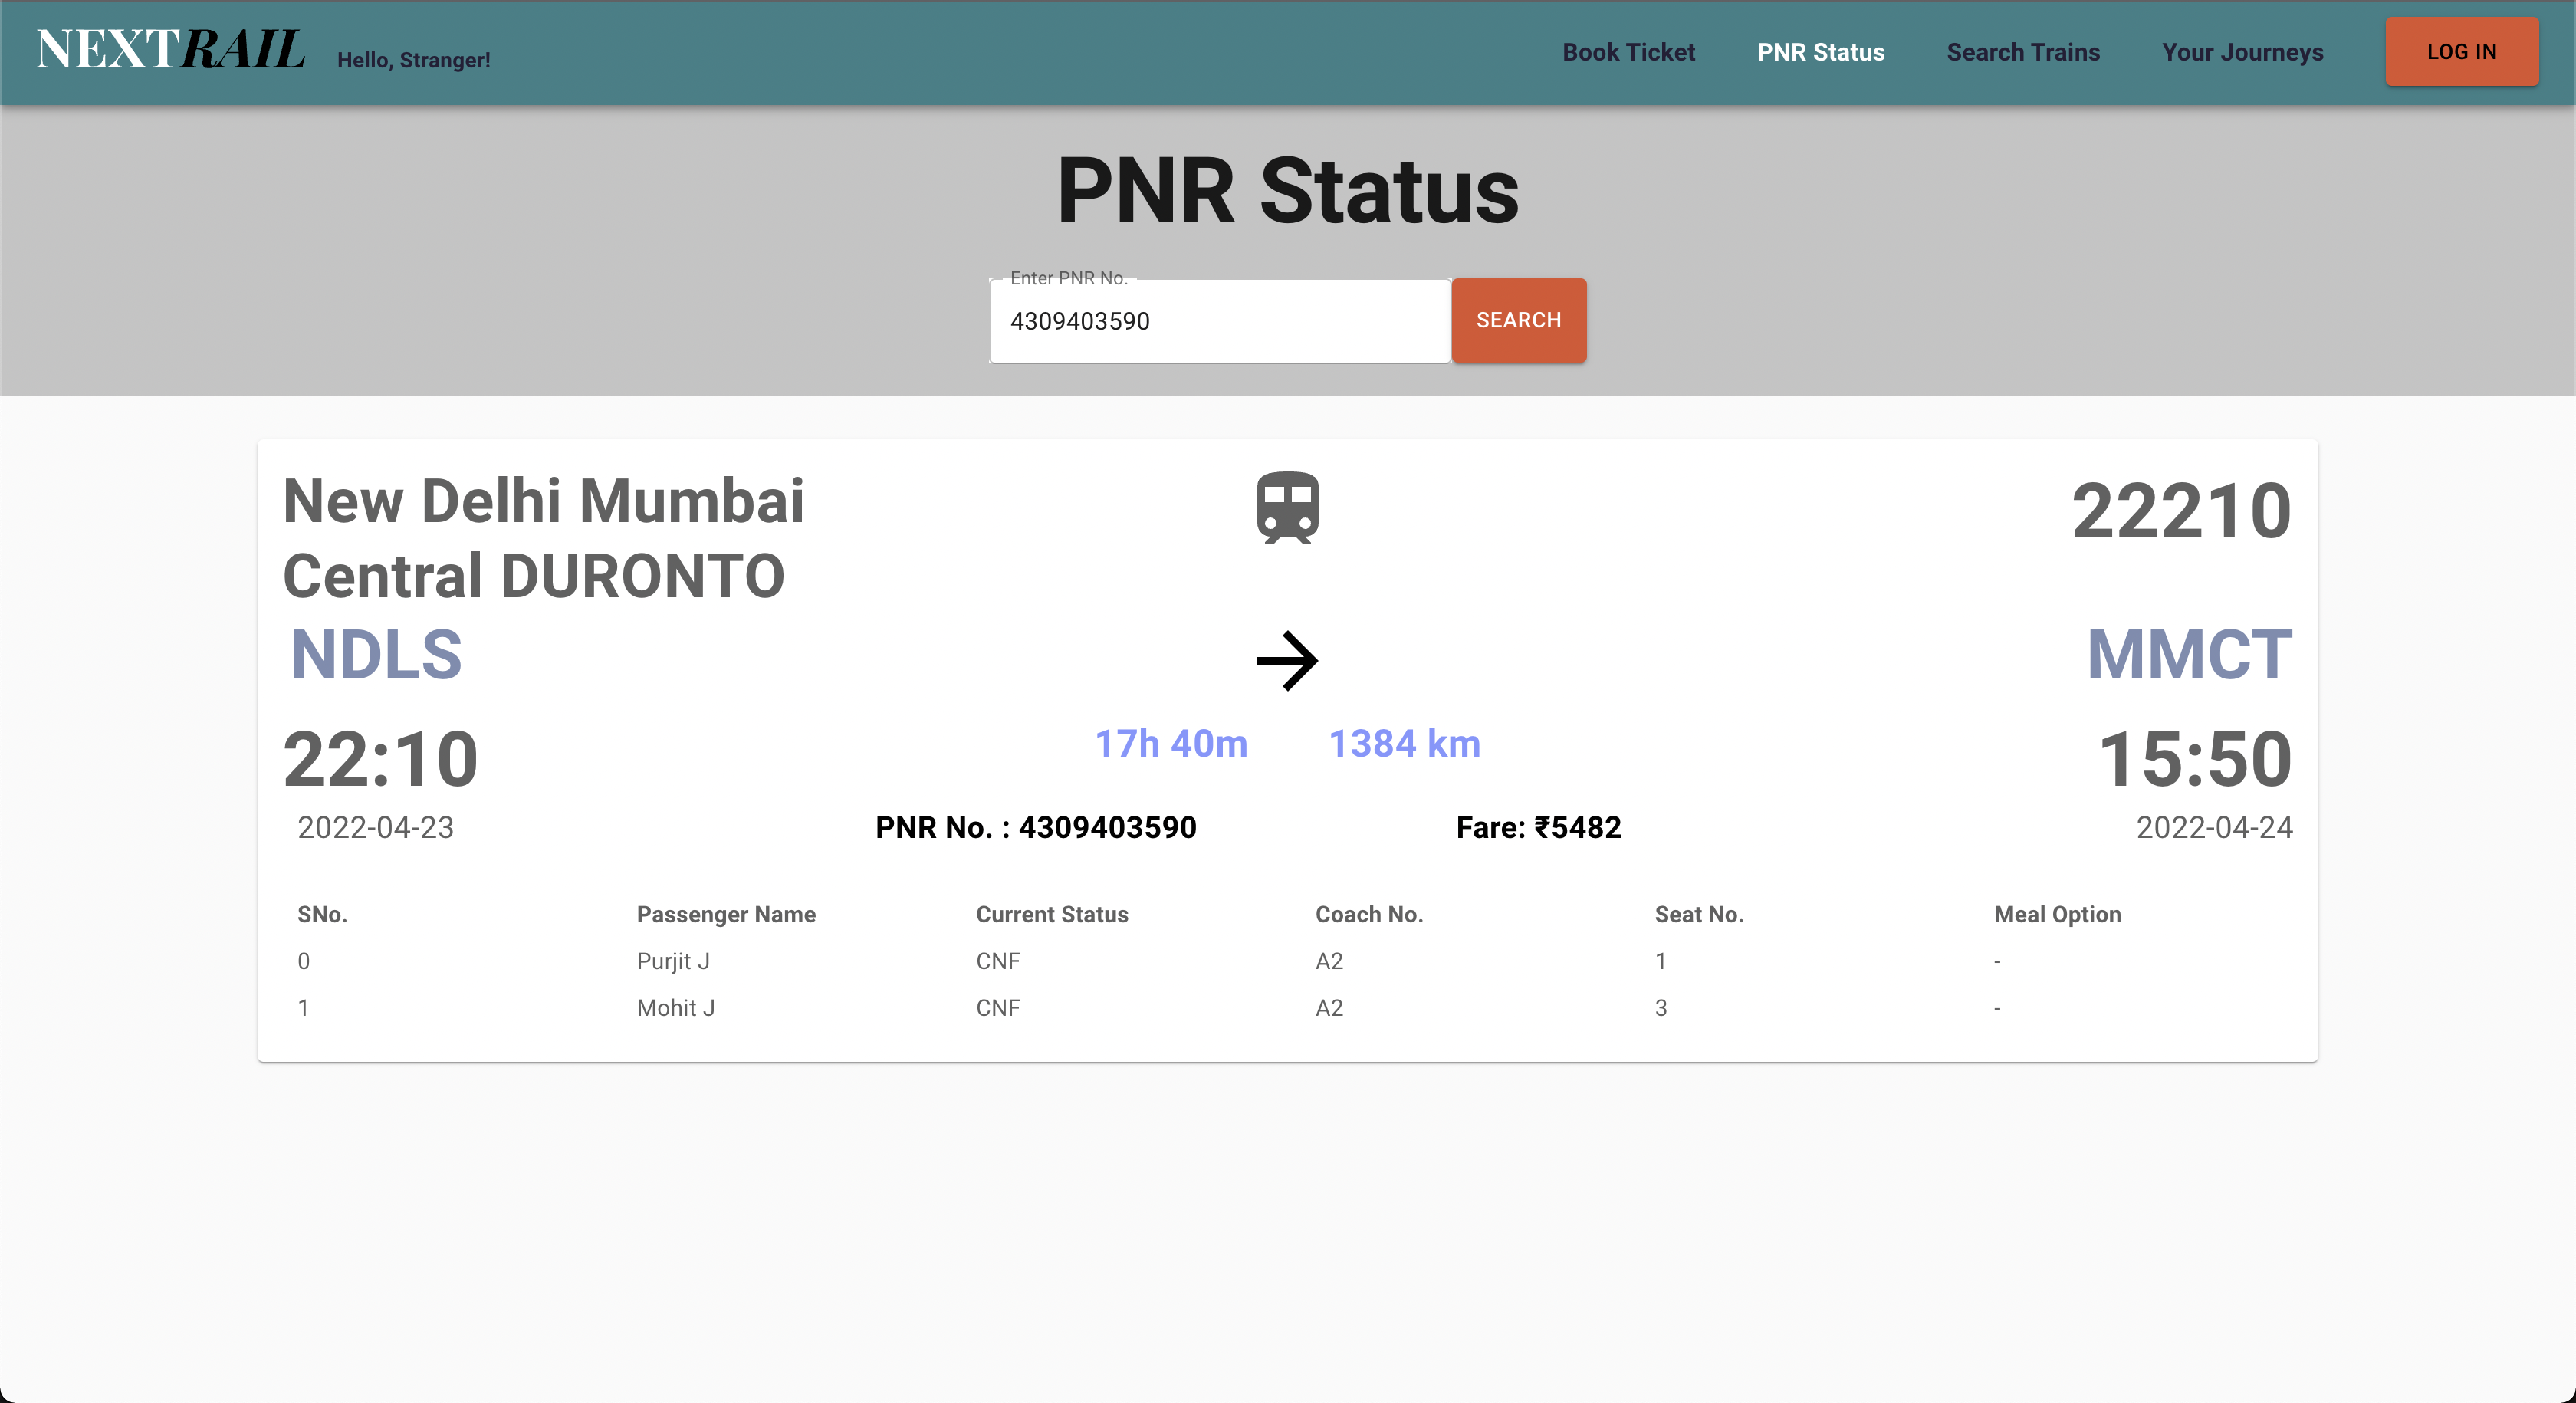 NEXTRAIL Hello, Stranger! Book Ticket PNR Status Search Trains Your Journeys LOG IN
PNR Status
Enter PNR No.
4309403590 SEARCH
New Delhi Mumbai
Central DURONTO
22210
NDLS MMCT
22:10 17h 40m 1384 km 15:50
2022-04-23 PNR No. : 4309403590 Fare: ₹5482 2022-04-24
SNo. Passenger Name Current Status Coach No. Seat No. Meal Option
0 Purjit J CNF A2 1 -
1 Mohit J CNF A2 3 -